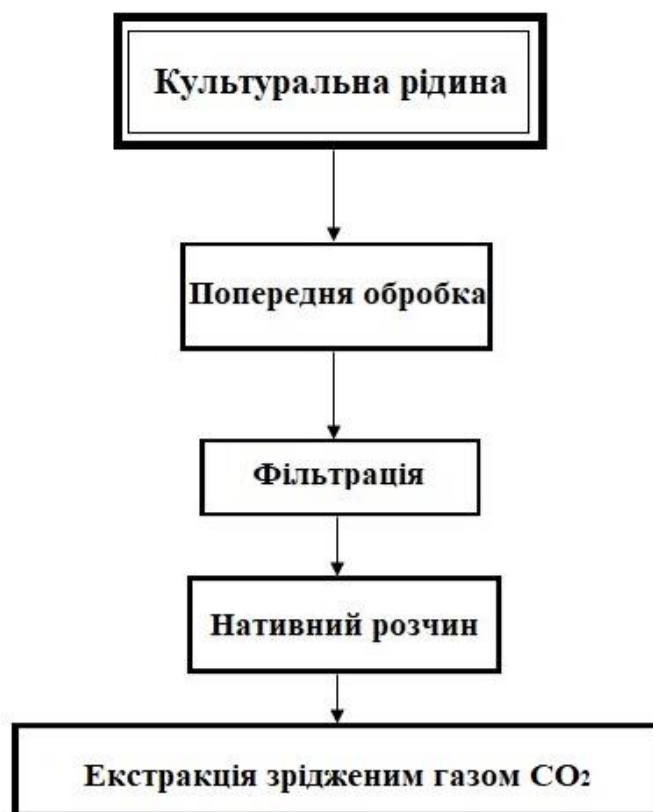 Культуральна рідина
Попередня обробка
Фільтрація
Нативний розчин
Екстракція зрідженим газом CO₂